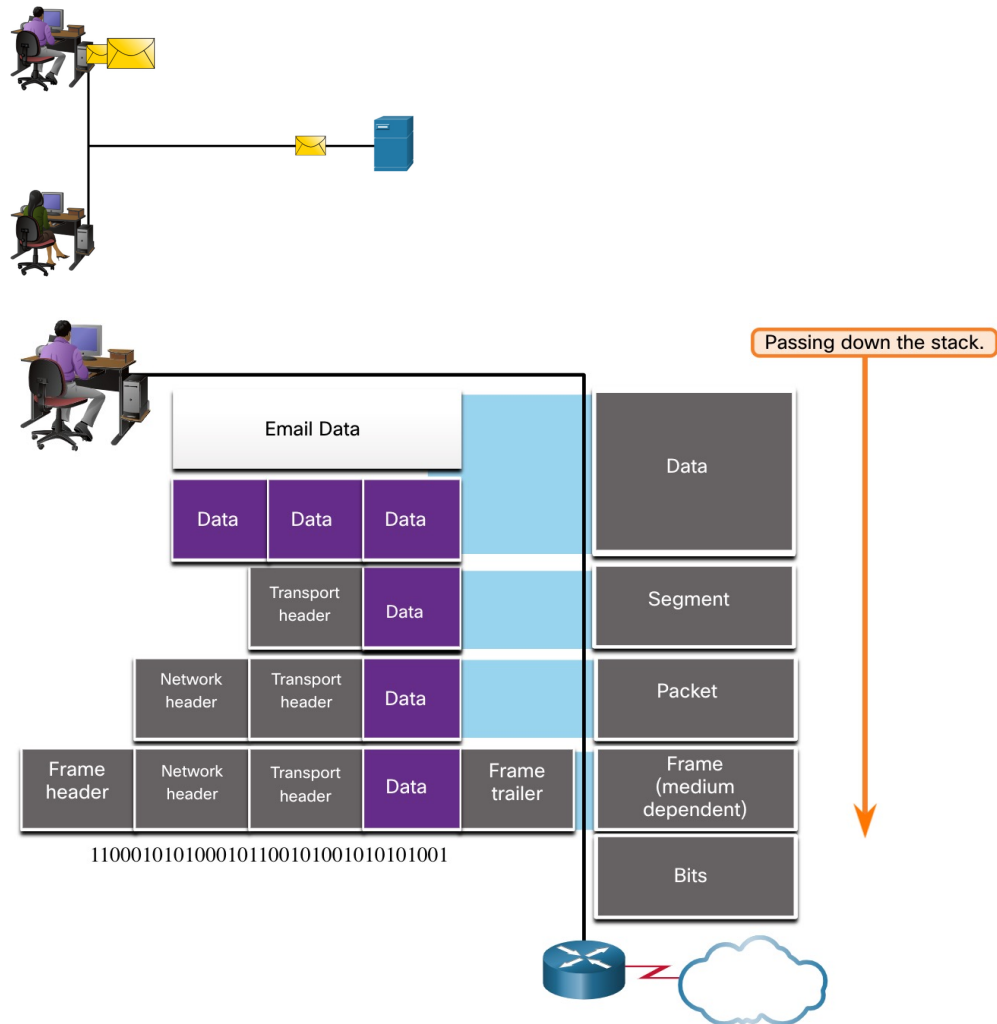 Passing down the stack.
Email Data
Data
Data
Data
Data
Transport
header
Data
Segment
Network
header
Transport
header
Data
Packet
Frame
header
Network
header
Transport
header
Data
Frame
trailer
Frame
(medium
dependent)
1100010101000101100101001010101001
Bits